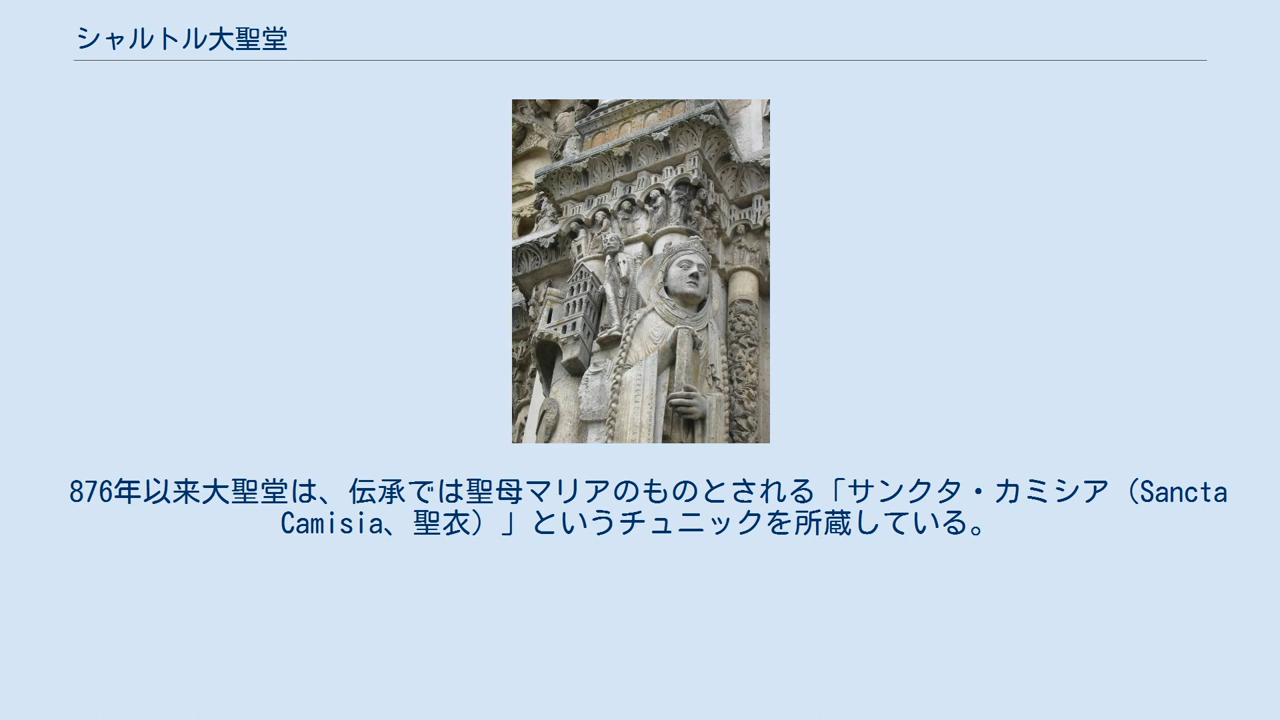 シャルトル大聖堂
876年以来大聖堂は、伝承では聖母マリアのものとされる「サンクタ・カミシア（Sancta
Camisia、聖衣）」というチュニックを所蔵している。